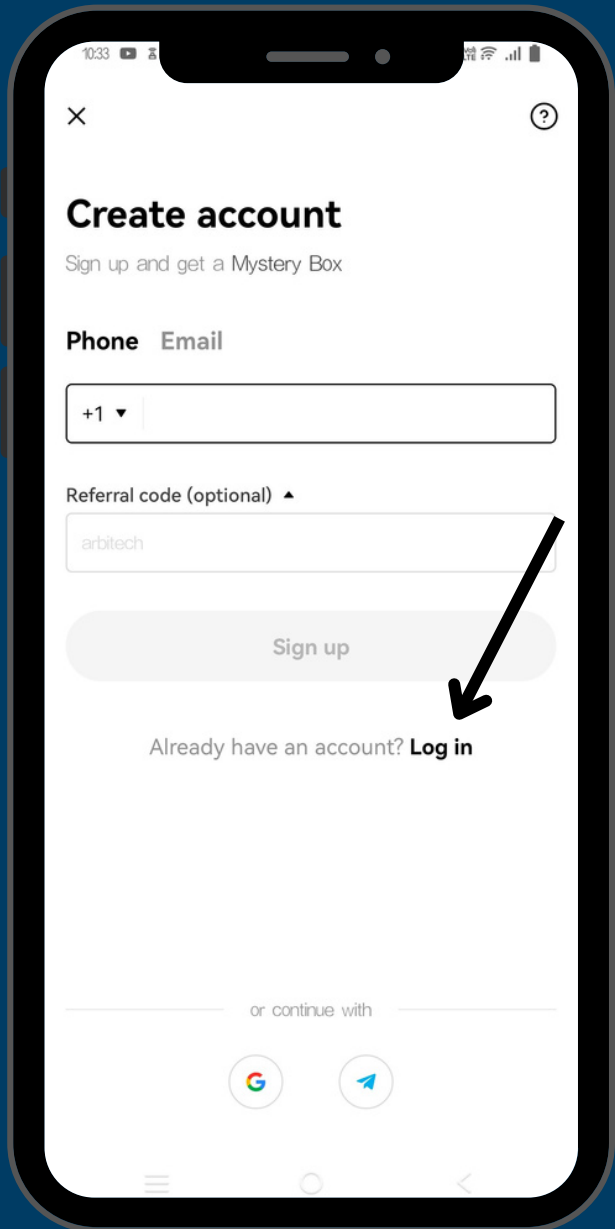 10:33
Create account
Sign up and get a Mystery Box
Phone Email
+1
Referral code (optional)
arbitech
Sign up
Already have an account? Log in
or continue with